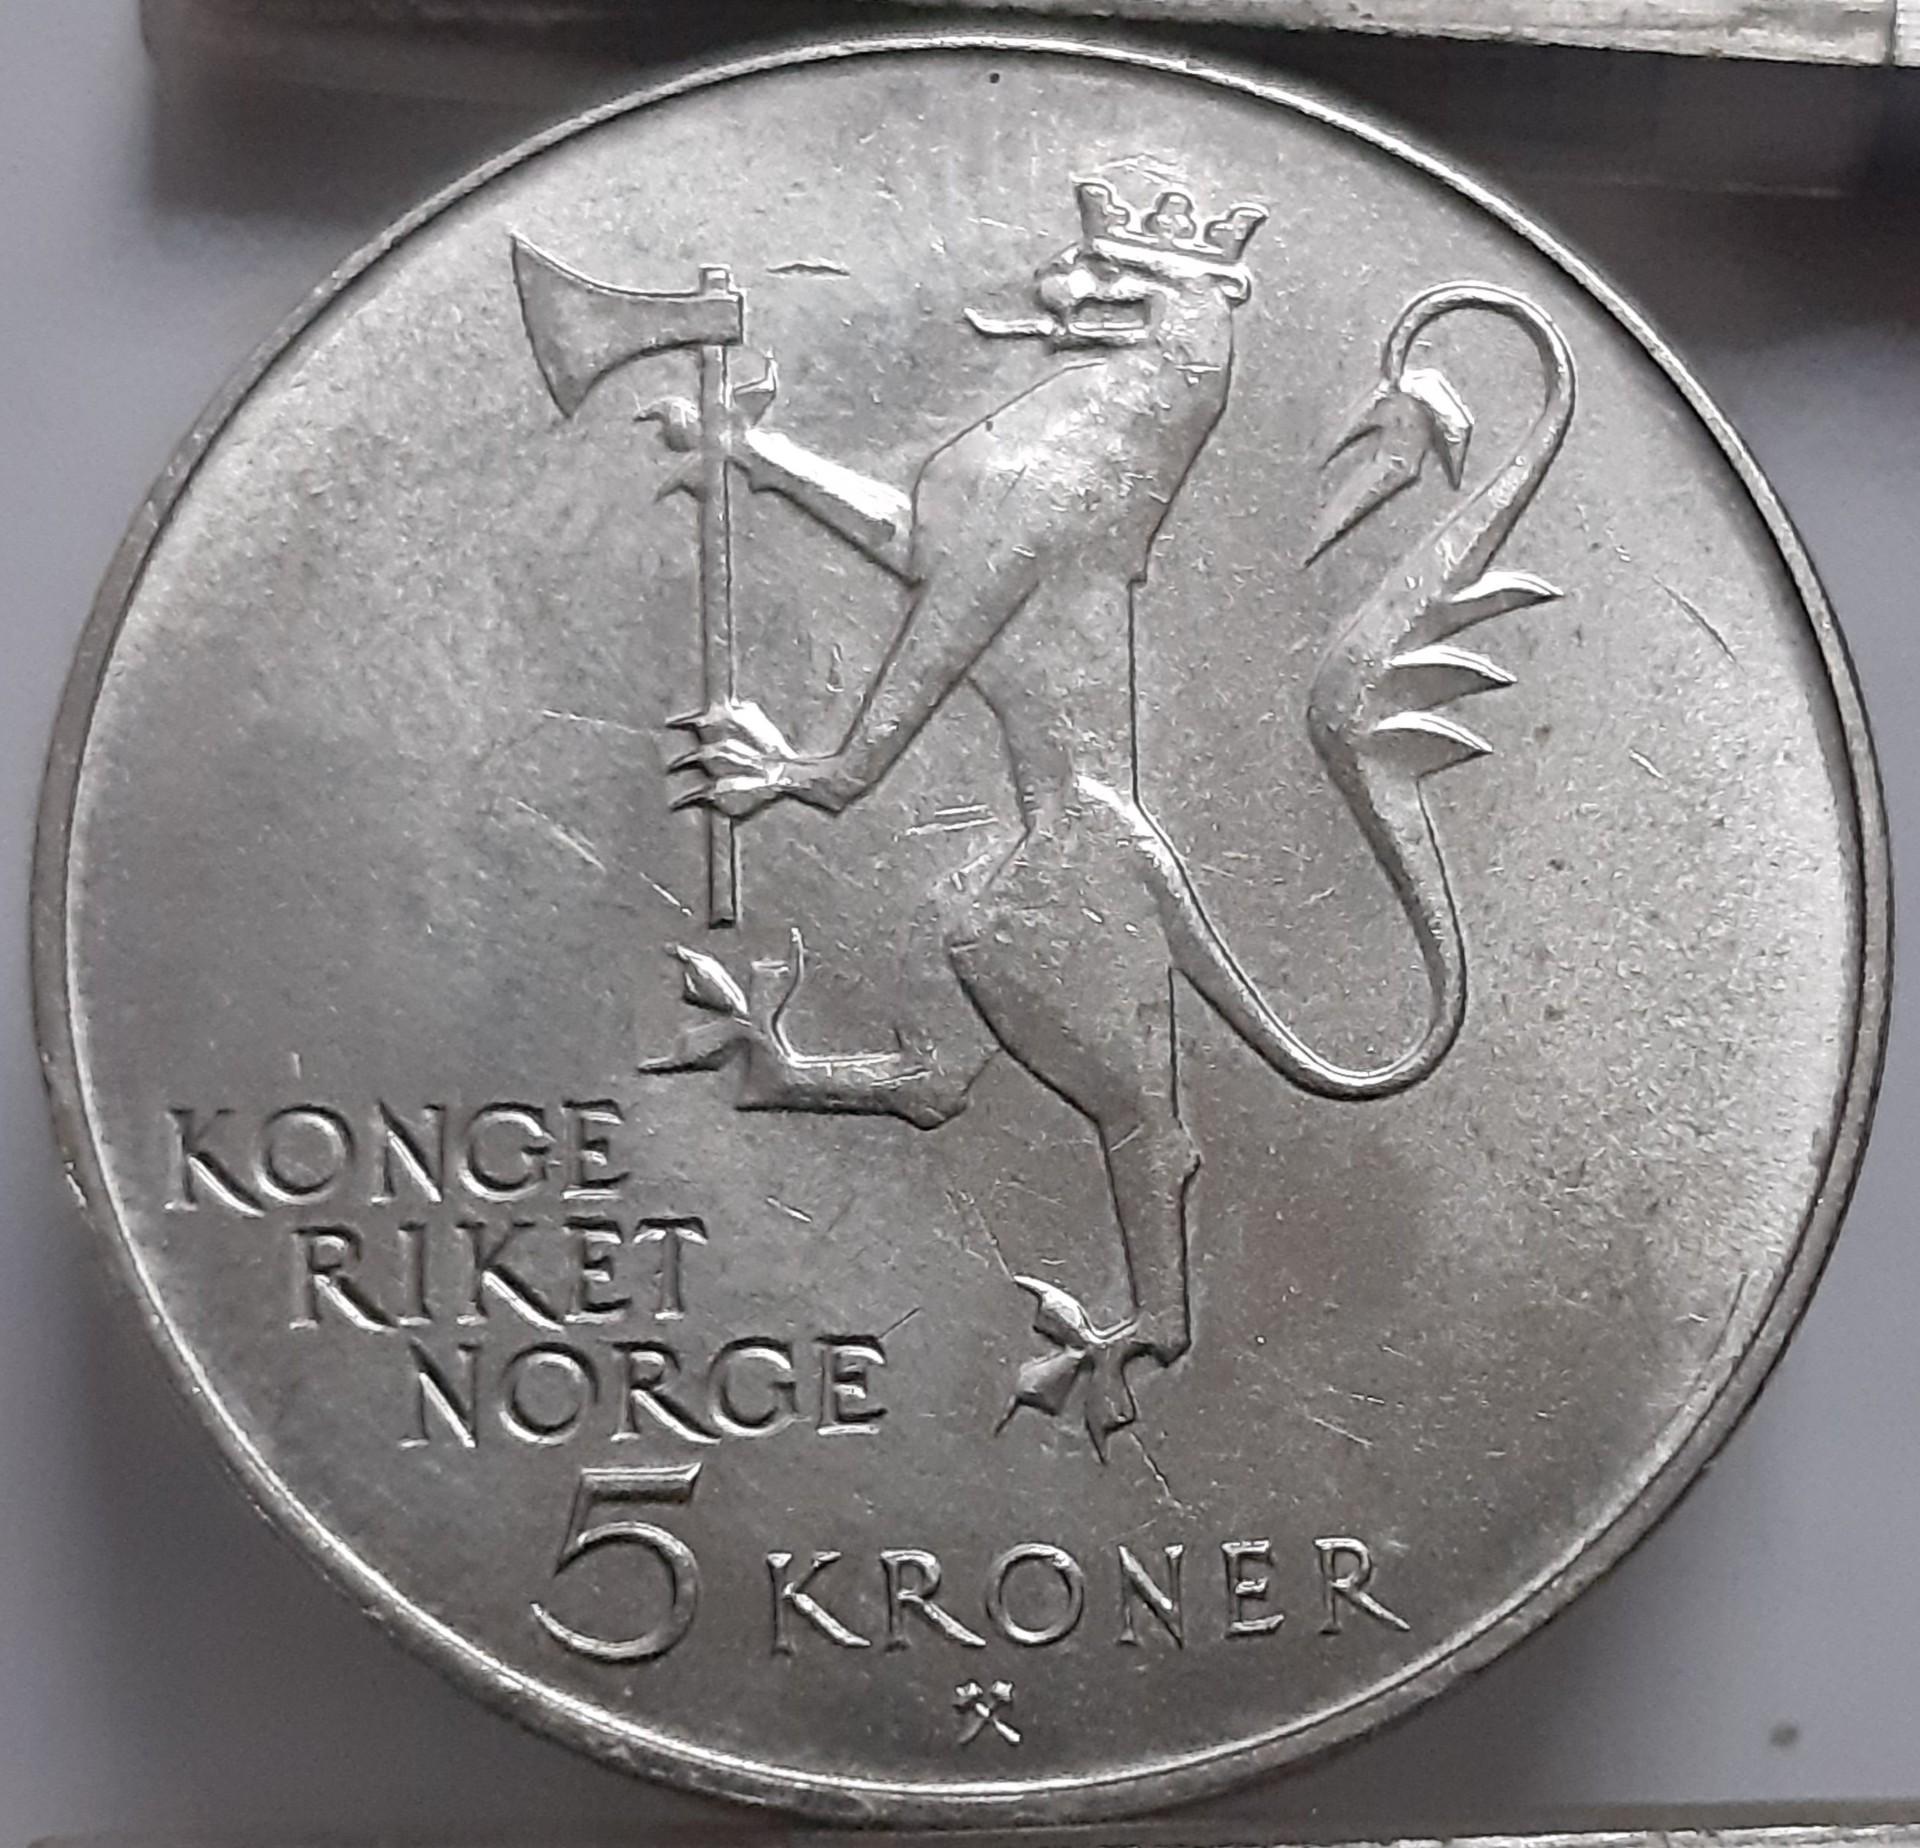 KONGE
RIKET
NORGE
5 KRONER